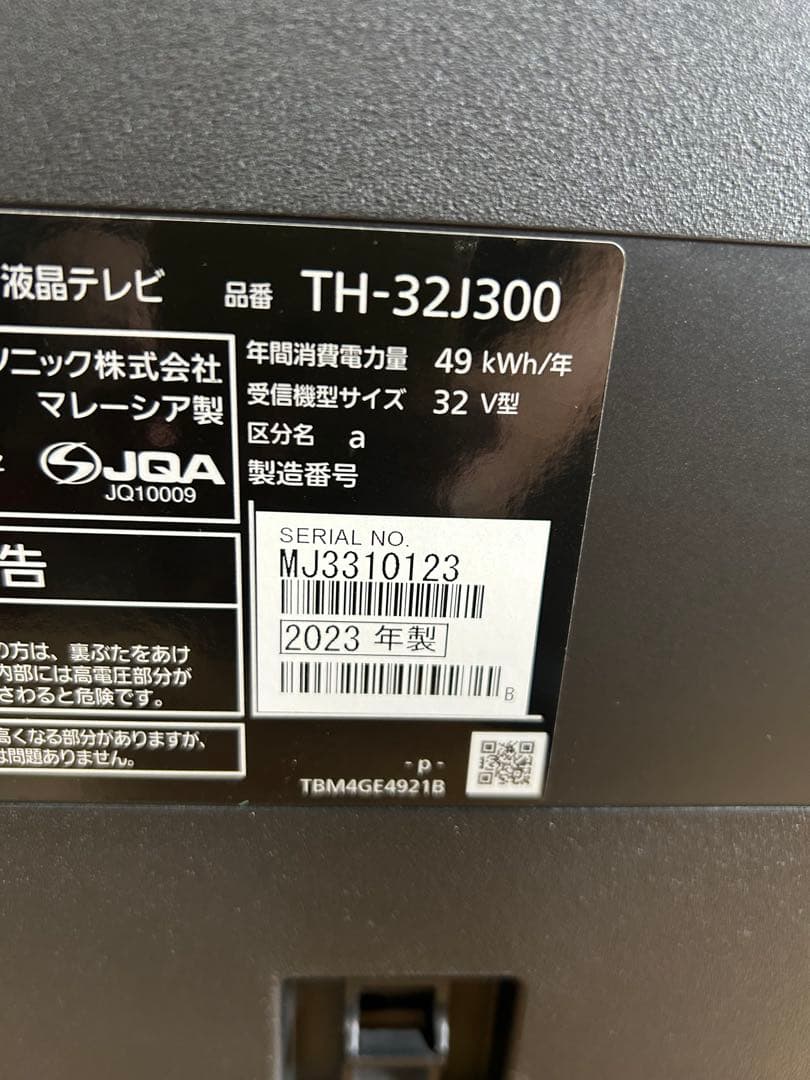 液晶テレビ 品番 TH-32J300
ソニック株式会社
マレーシア製
JQA
JQ10009
年間消費電力量 49 kWh/年
受信機型サイズ 32 V型
区分名 a
製造番号
SERIAL NO.
MJ3310123
2023 年製
B
告
の方は、裏ぶたをあけ
内部には高電圧部分が
さわると危険です。
高くなる部分がありますが、
は問題ありません。
- p -
TBM4GE4921B